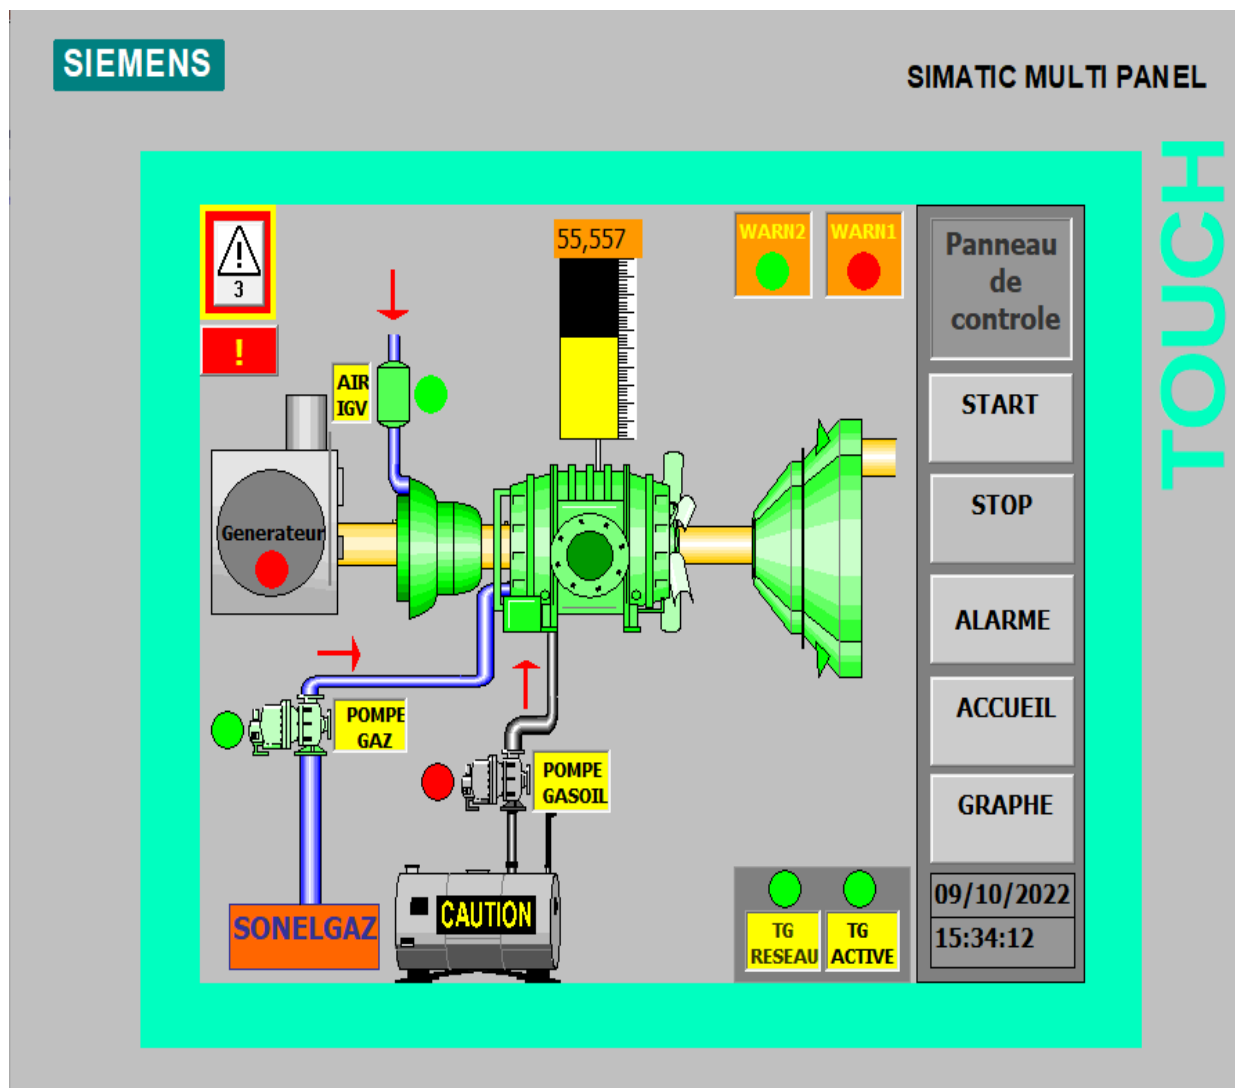 SIEMENS
SIMATIC MULTI PANEL
TOUCH
3
!
55,557
WARN2
WARN1
AIR
IGV
Generateur
POMPE
GAZ
POMPE
GASOIL
SONELGAZ
CAUTION
TG
RESEAU
TG
ACTIVE
Panneau
de
controle
START
STOP
ALARME
ACCUEIL
GRAPHE
09/10/2022
15:34:12